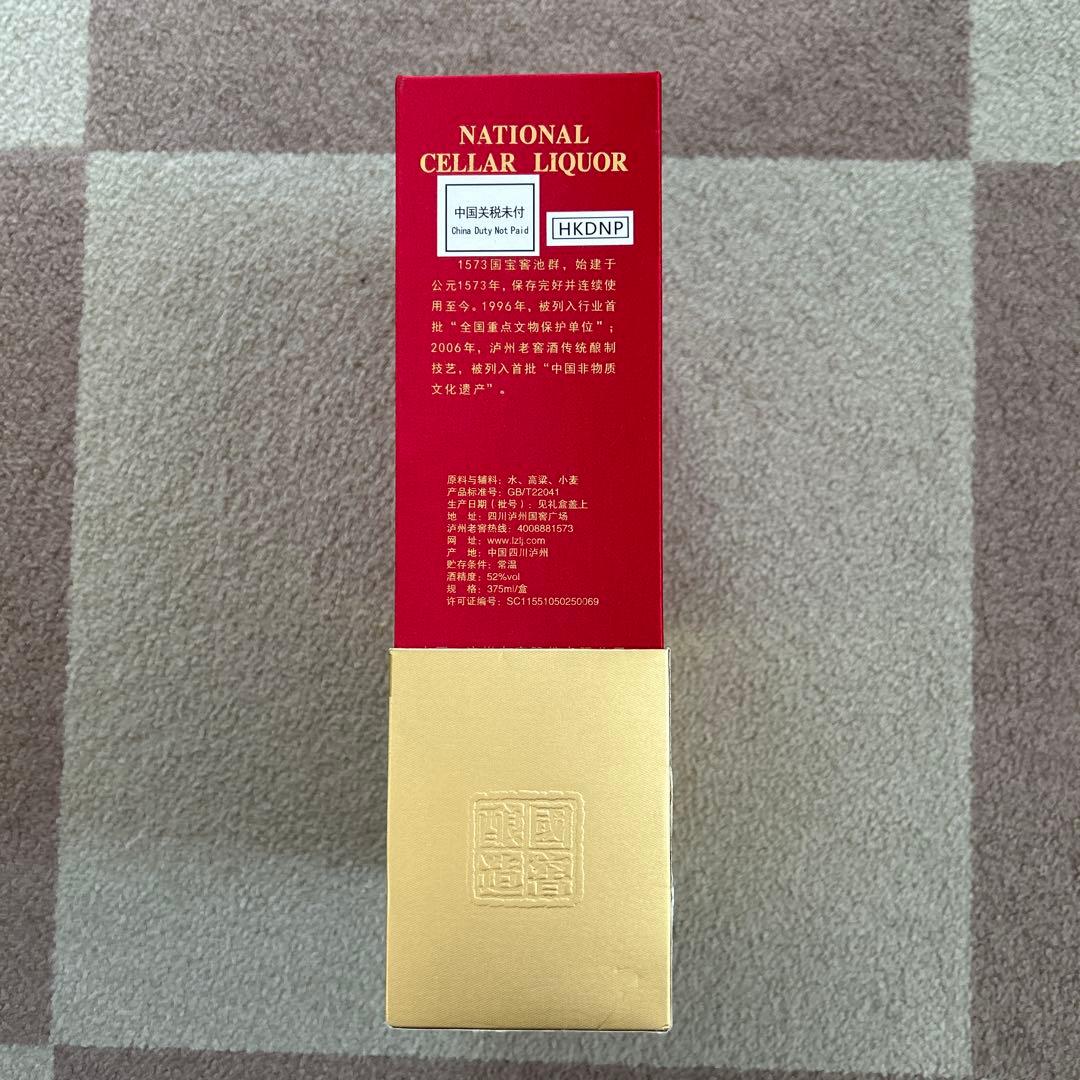 NATIONAL
CELLAR LIQUOR
中国关税未付
China Duty Not Paid
HKDNP
1573国宝窖池群，始建于
公元1573年，保存完好并连续使
用至今。1996年，被列入行业首
批“全国重点文物保护单位”；
2006年，泸州老窖酒传统酿制
技艺，被列入首批“中国非物质
文化遗产”。
原料与辅料：水、高粱、小麦
产品标准号：GB/T22041
生产日期（批号）：见礼盒盖上
地 址：四川泸州国窖广场
泸州老窖热线：4008881573
网 址：www.lzlj.com
产 地：中国四川泸州
贮存条件：常温
酒精度：52%vol
规 格：375ml/盒
许可证编号：SC11551050250069
國窖
酿造